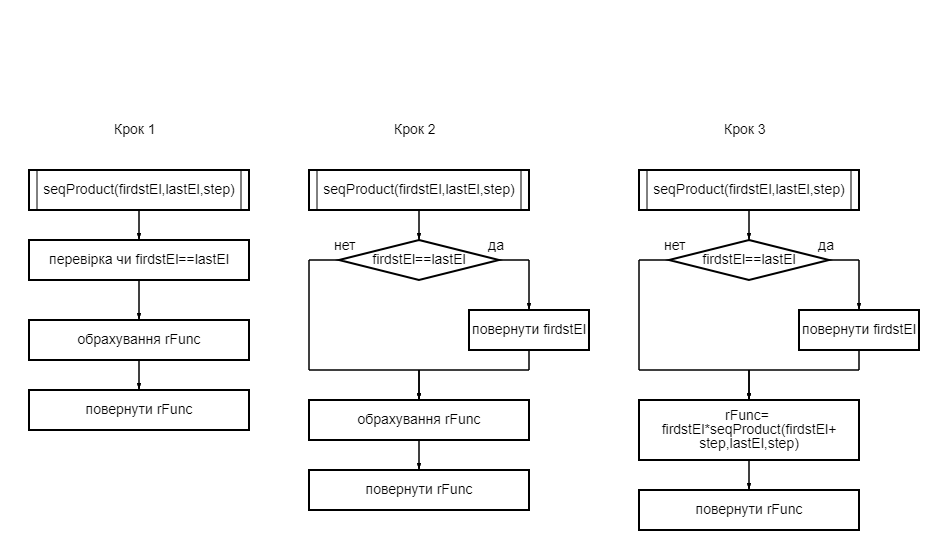 Крок 1
seqProduct(firdstEl,lastEl,step)
перевірка чи firdstEl==lastEl
обрахування rFunc
повернути rFunc
Крок 2
seqProduct(firdstEl,lastEl,step)
нет
да
firdstEl==lastEl
повернути firdstEl
обрахування rFunc
повернути rFunc
Крок 3
seqProduct(firdstEl,lastEl,step)
нет
да
firdstEl==lastEl
повернути firdstEl
rFunc=
firdstEl*seqProduct(firdstEl+
step,lastEl,step)
повернути rFunc